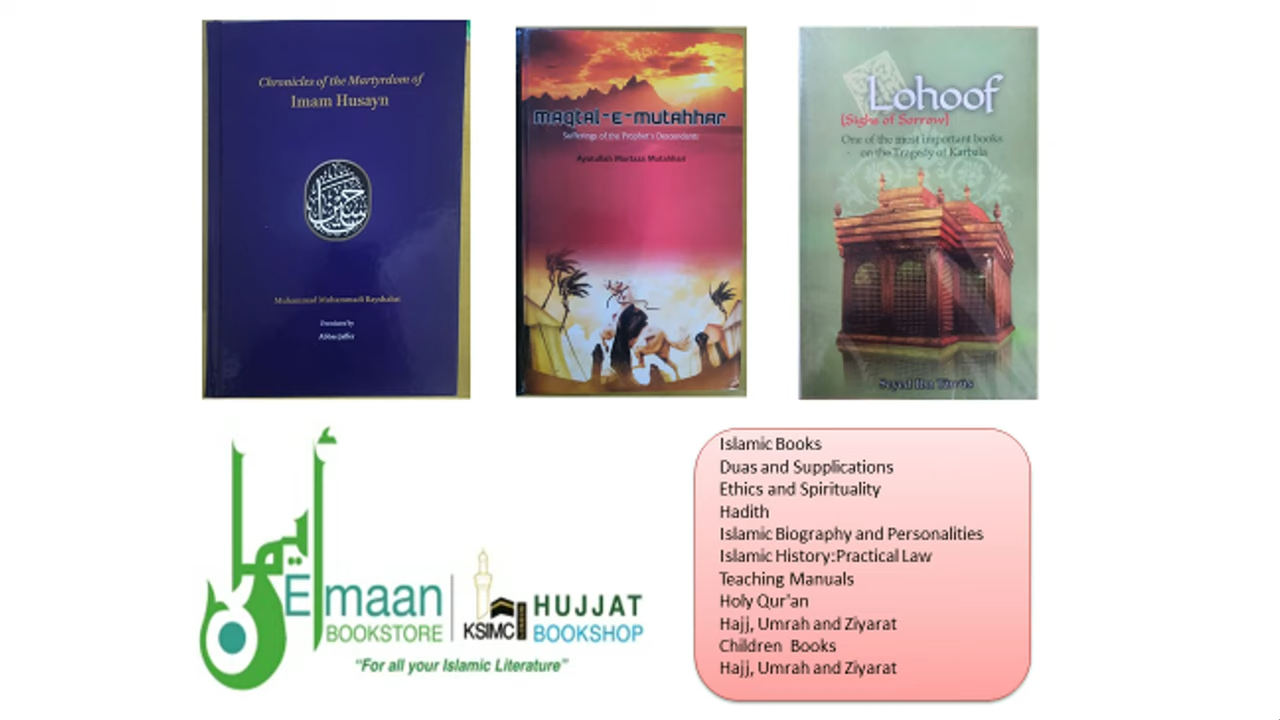 Chronicles of the Martyrdom of
Imam Husayn
حسین
Muhammad Muhammadi Rayshahri
Translated by
Abbas Jaffer
maqtal-e-mutahhar
Sufferings of the Prophet's Descendants
Ayatullah Murtaza Mutahhari
Lohoof
[Sighs of Sorrow]
One of the most important books
on the Tragedy of Karbala
Seyed Ibn Tawus
أيمان
Emaan
BOOKSTORE
KSIMC
HUJJAT
BOOKSHOP
“For all your Islamic Literature”
Islamic Books
Duas and Supplications
Ethics and Spirituality
Hadith
Islamic Biography and Personalities
Islamic History:Practical Law
Teaching Manuals
Holy Qur'an
Hajj, Umrah and Ziyarat
Children Books
Hajj, Umrah and Ziyarat